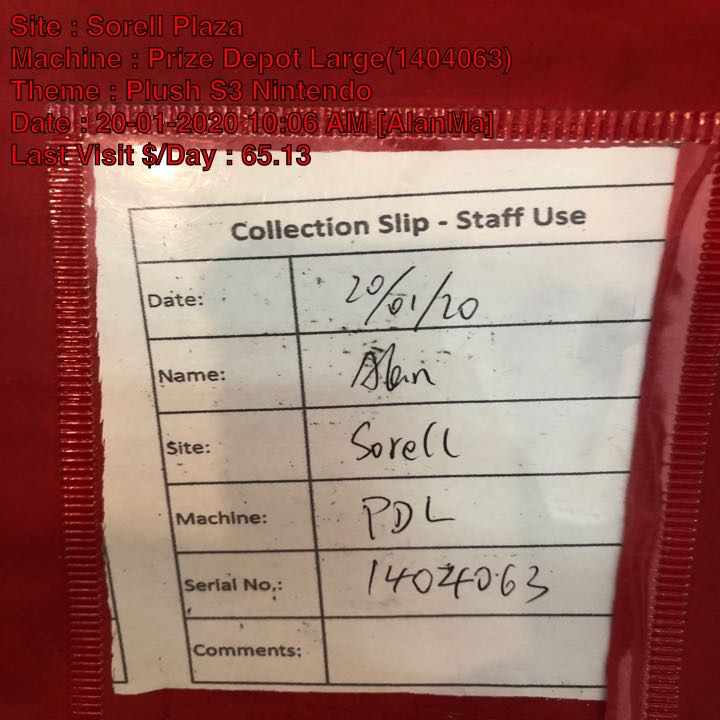 Site : Sorell Plaza
Machine : Prize Depot Large(1404063)
Theme : Plush S3 Nintendo
Date : 20-01-2020 10:06 AM [AlanMa]
Last Visit $/Day : 65.13
Collection Slip - Staff Use
Date: 20/01/20
Name: Alan
Site: Sorell
Machine: PDL
Serial No,: 1404063
Comments: